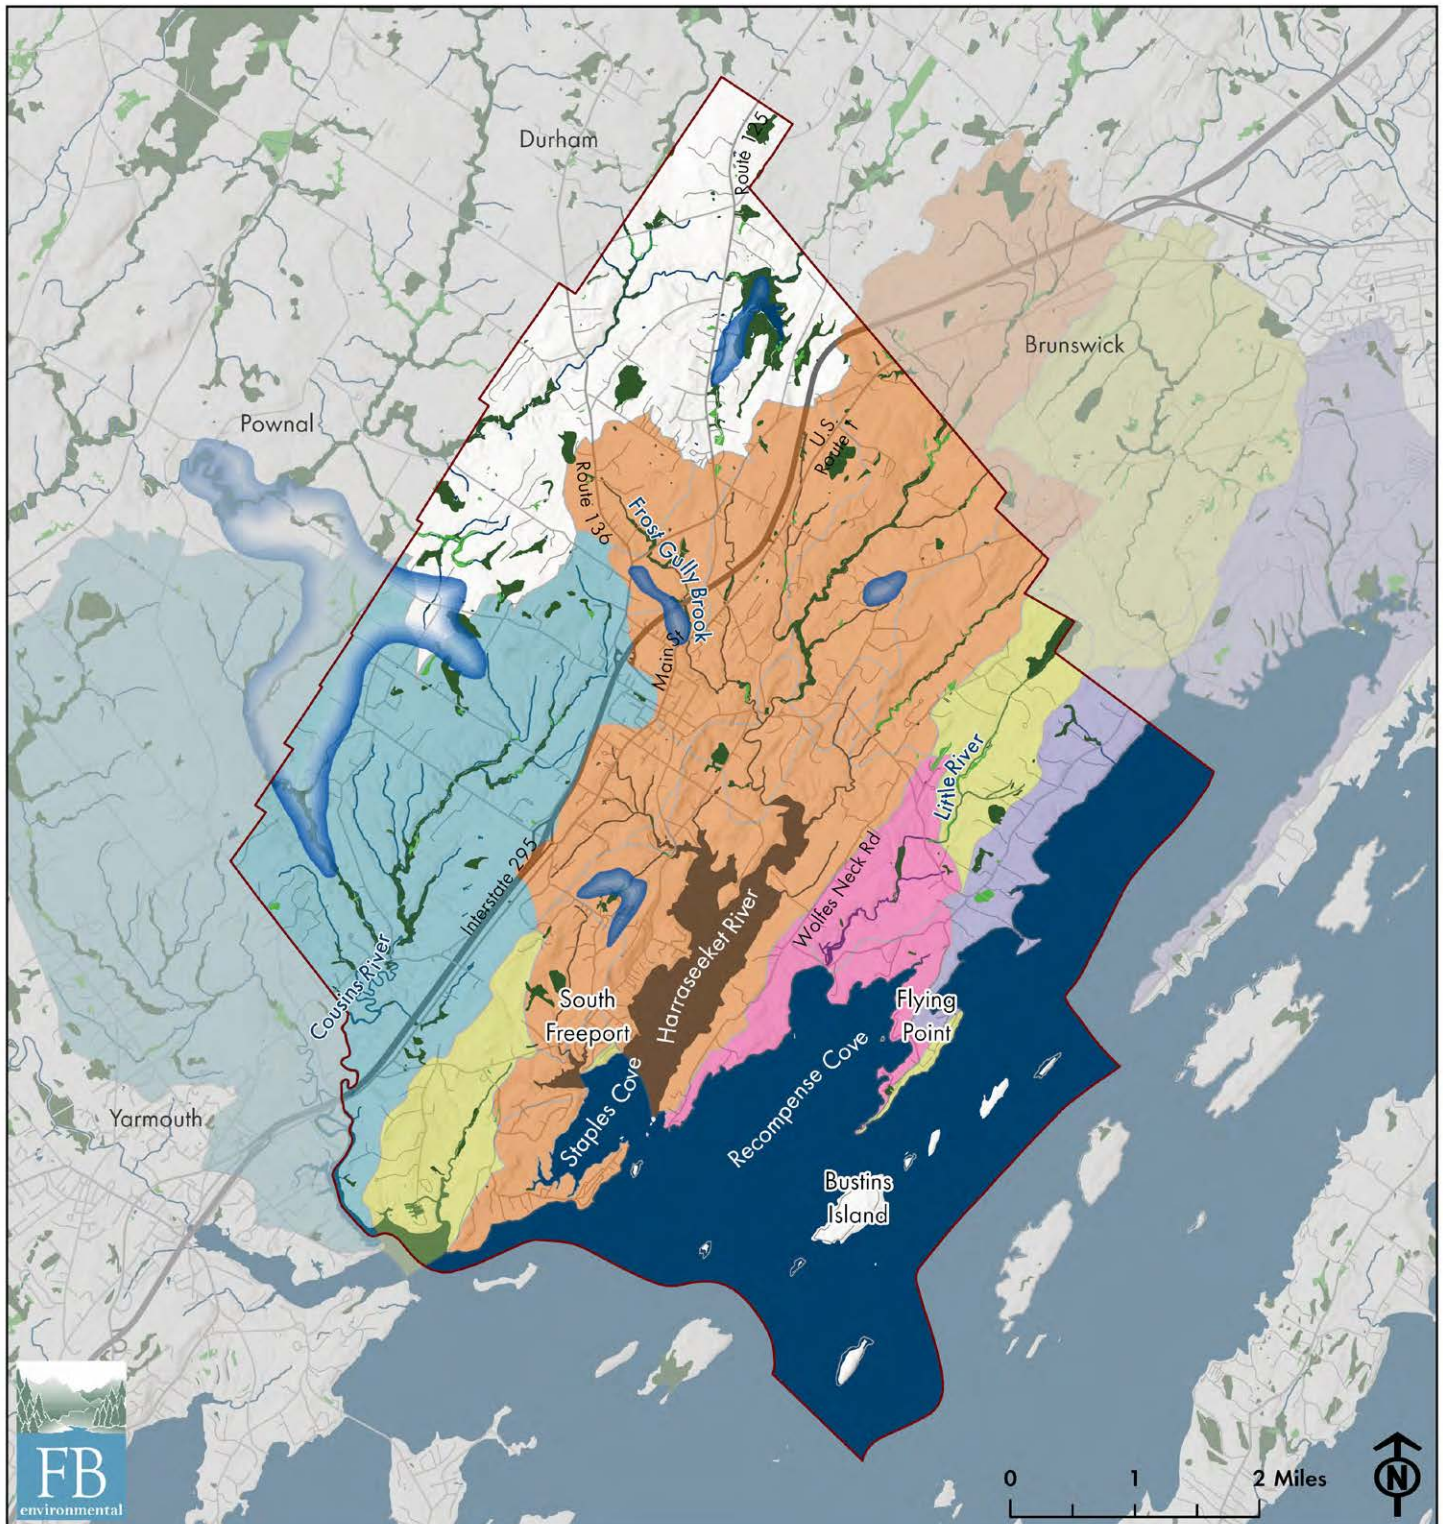 Durham
Route 125
Brunswick
U.S.
Route 1
Pownal
Route 136
Frost Gully Brook
Main St
Little River
Interstate 295
Wolfes Neck Rd
Cousins River
Harraseeket River
South
Freeport
Flying
Point
Staples Cove
Recompense Cove
Yarmouth
Bustins
Island
FB
environmental
0 1 2 Miles
N